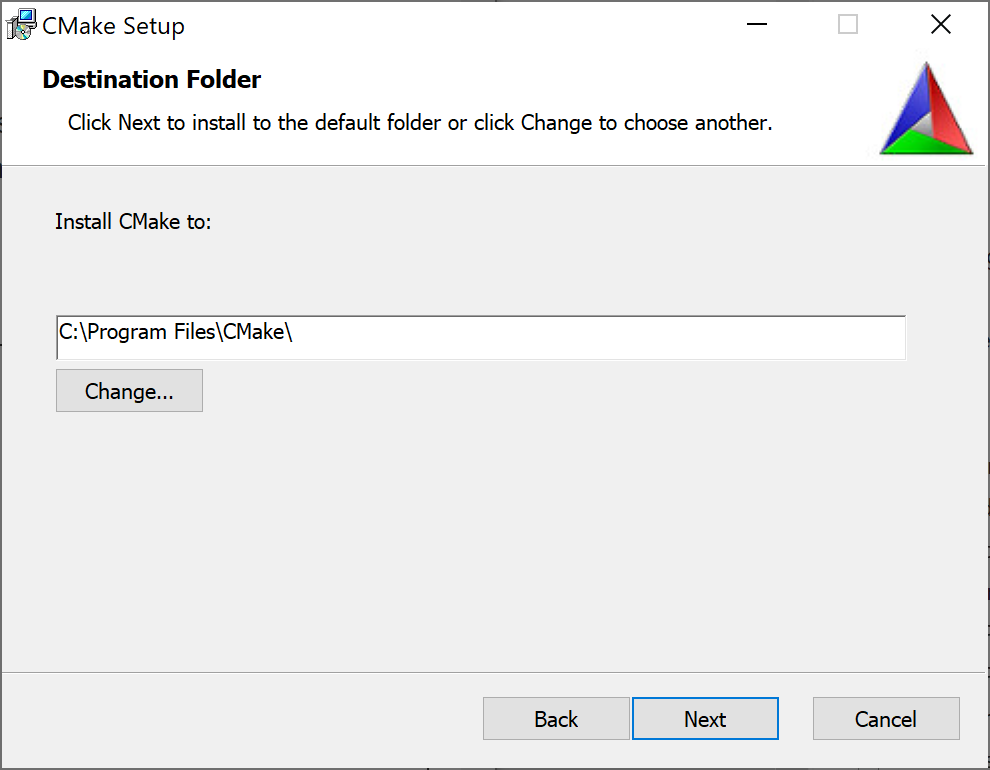 CMake Setup
Destination Folder
Click Next to install to the default folder or click Change to choose another.
Install CMake to:
C:\Program Files\CMake\
Change...
Back Next Cancel